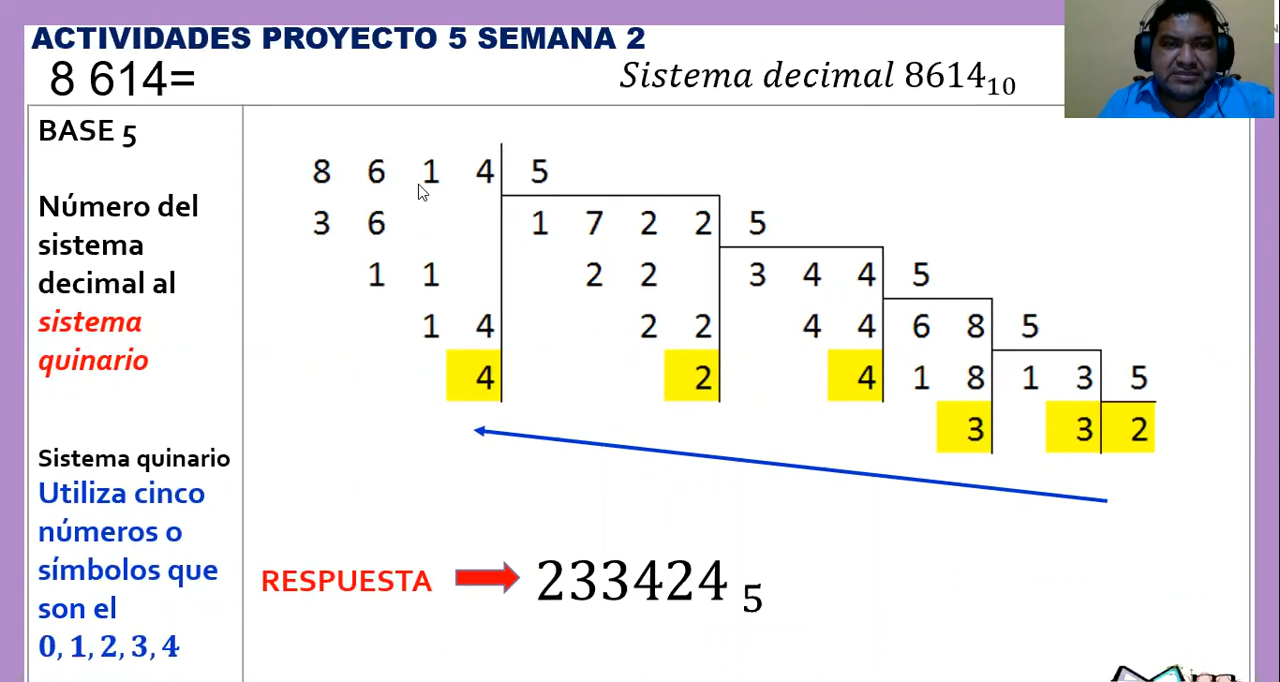 ACTIVIDADES PROYECTO 5 SEMANA 2
8 614=
Sistema decimal 8614₁₀
BASE 5
Número del
sistema
decimal al
sistema
quinario
Sistema quinario
Utiliza cinco
números o
símbolos que
son el
0, 1, 2, 3, 4
8 6 1 4 5
3 6 1 7 2 2 5
1 1 2 2 3 4 4 5
1 4 2 2 4 4 6 8 5
4 2 4 1 8 1 3 5
3 3 2
RESPUESTA 233424 ₅